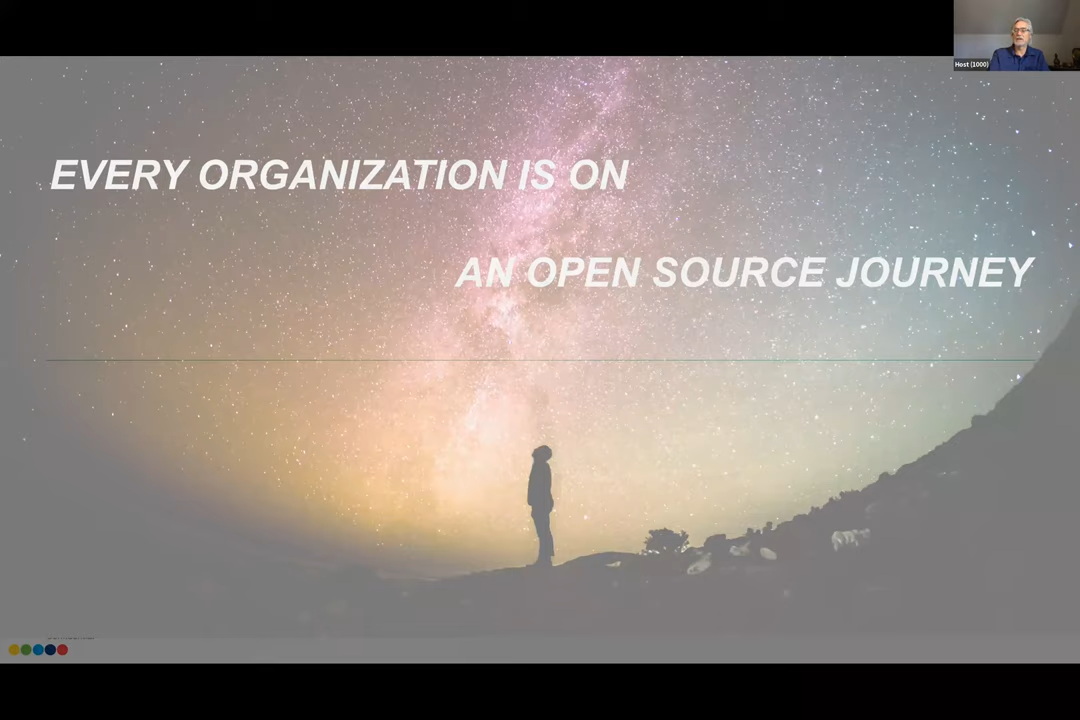 Host (1000)
EVERY ORGANIZATION IS ON
AN OPEN SOURCE JOURNEY